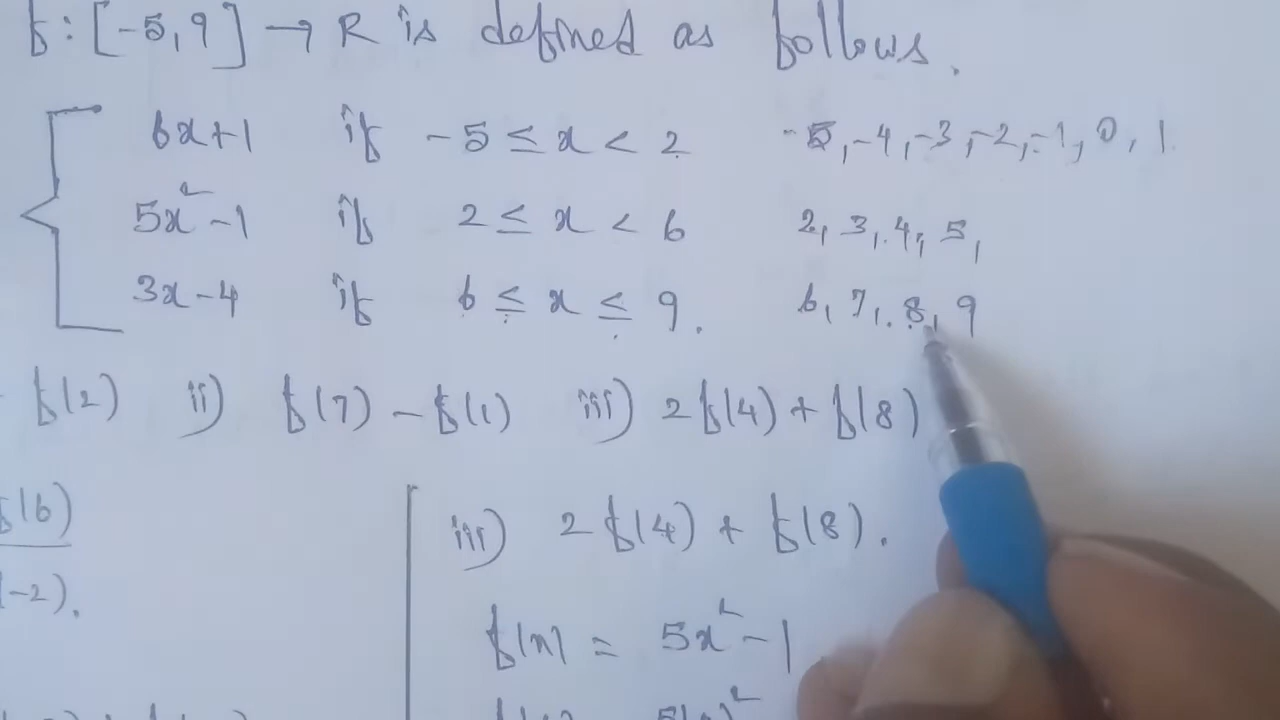 f : [-5, 9] → R is defined as follows.
6x+1 if -5 ≤ x < 2 -5, -4, -3, -2, -1, 0, 1
5x² - 1 if 2 ≤ x < 6 2, 3, 4, 5,
3x - 4 if 6 ≤ x ≤ 9. 6, 7, 8, 9
f(2) ii) f(7) - f(1) iii) 2f(4) + f(8)
f(6)
(-2).
iii) 2f(4) + f(8).
f(x) = 5x² - 1